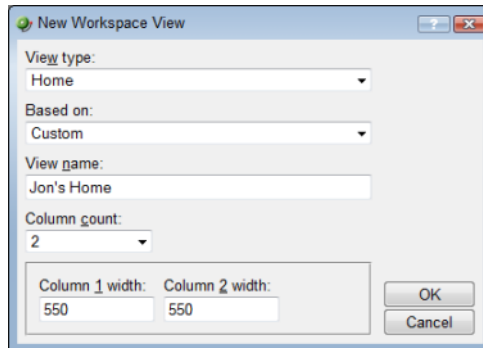 New Workspace View
View type:
Home
Based on:
Custom
View name:
Jon's Home
Column count:
2
Column 1 width: Column 2 width:
550 550
OK
Cancel